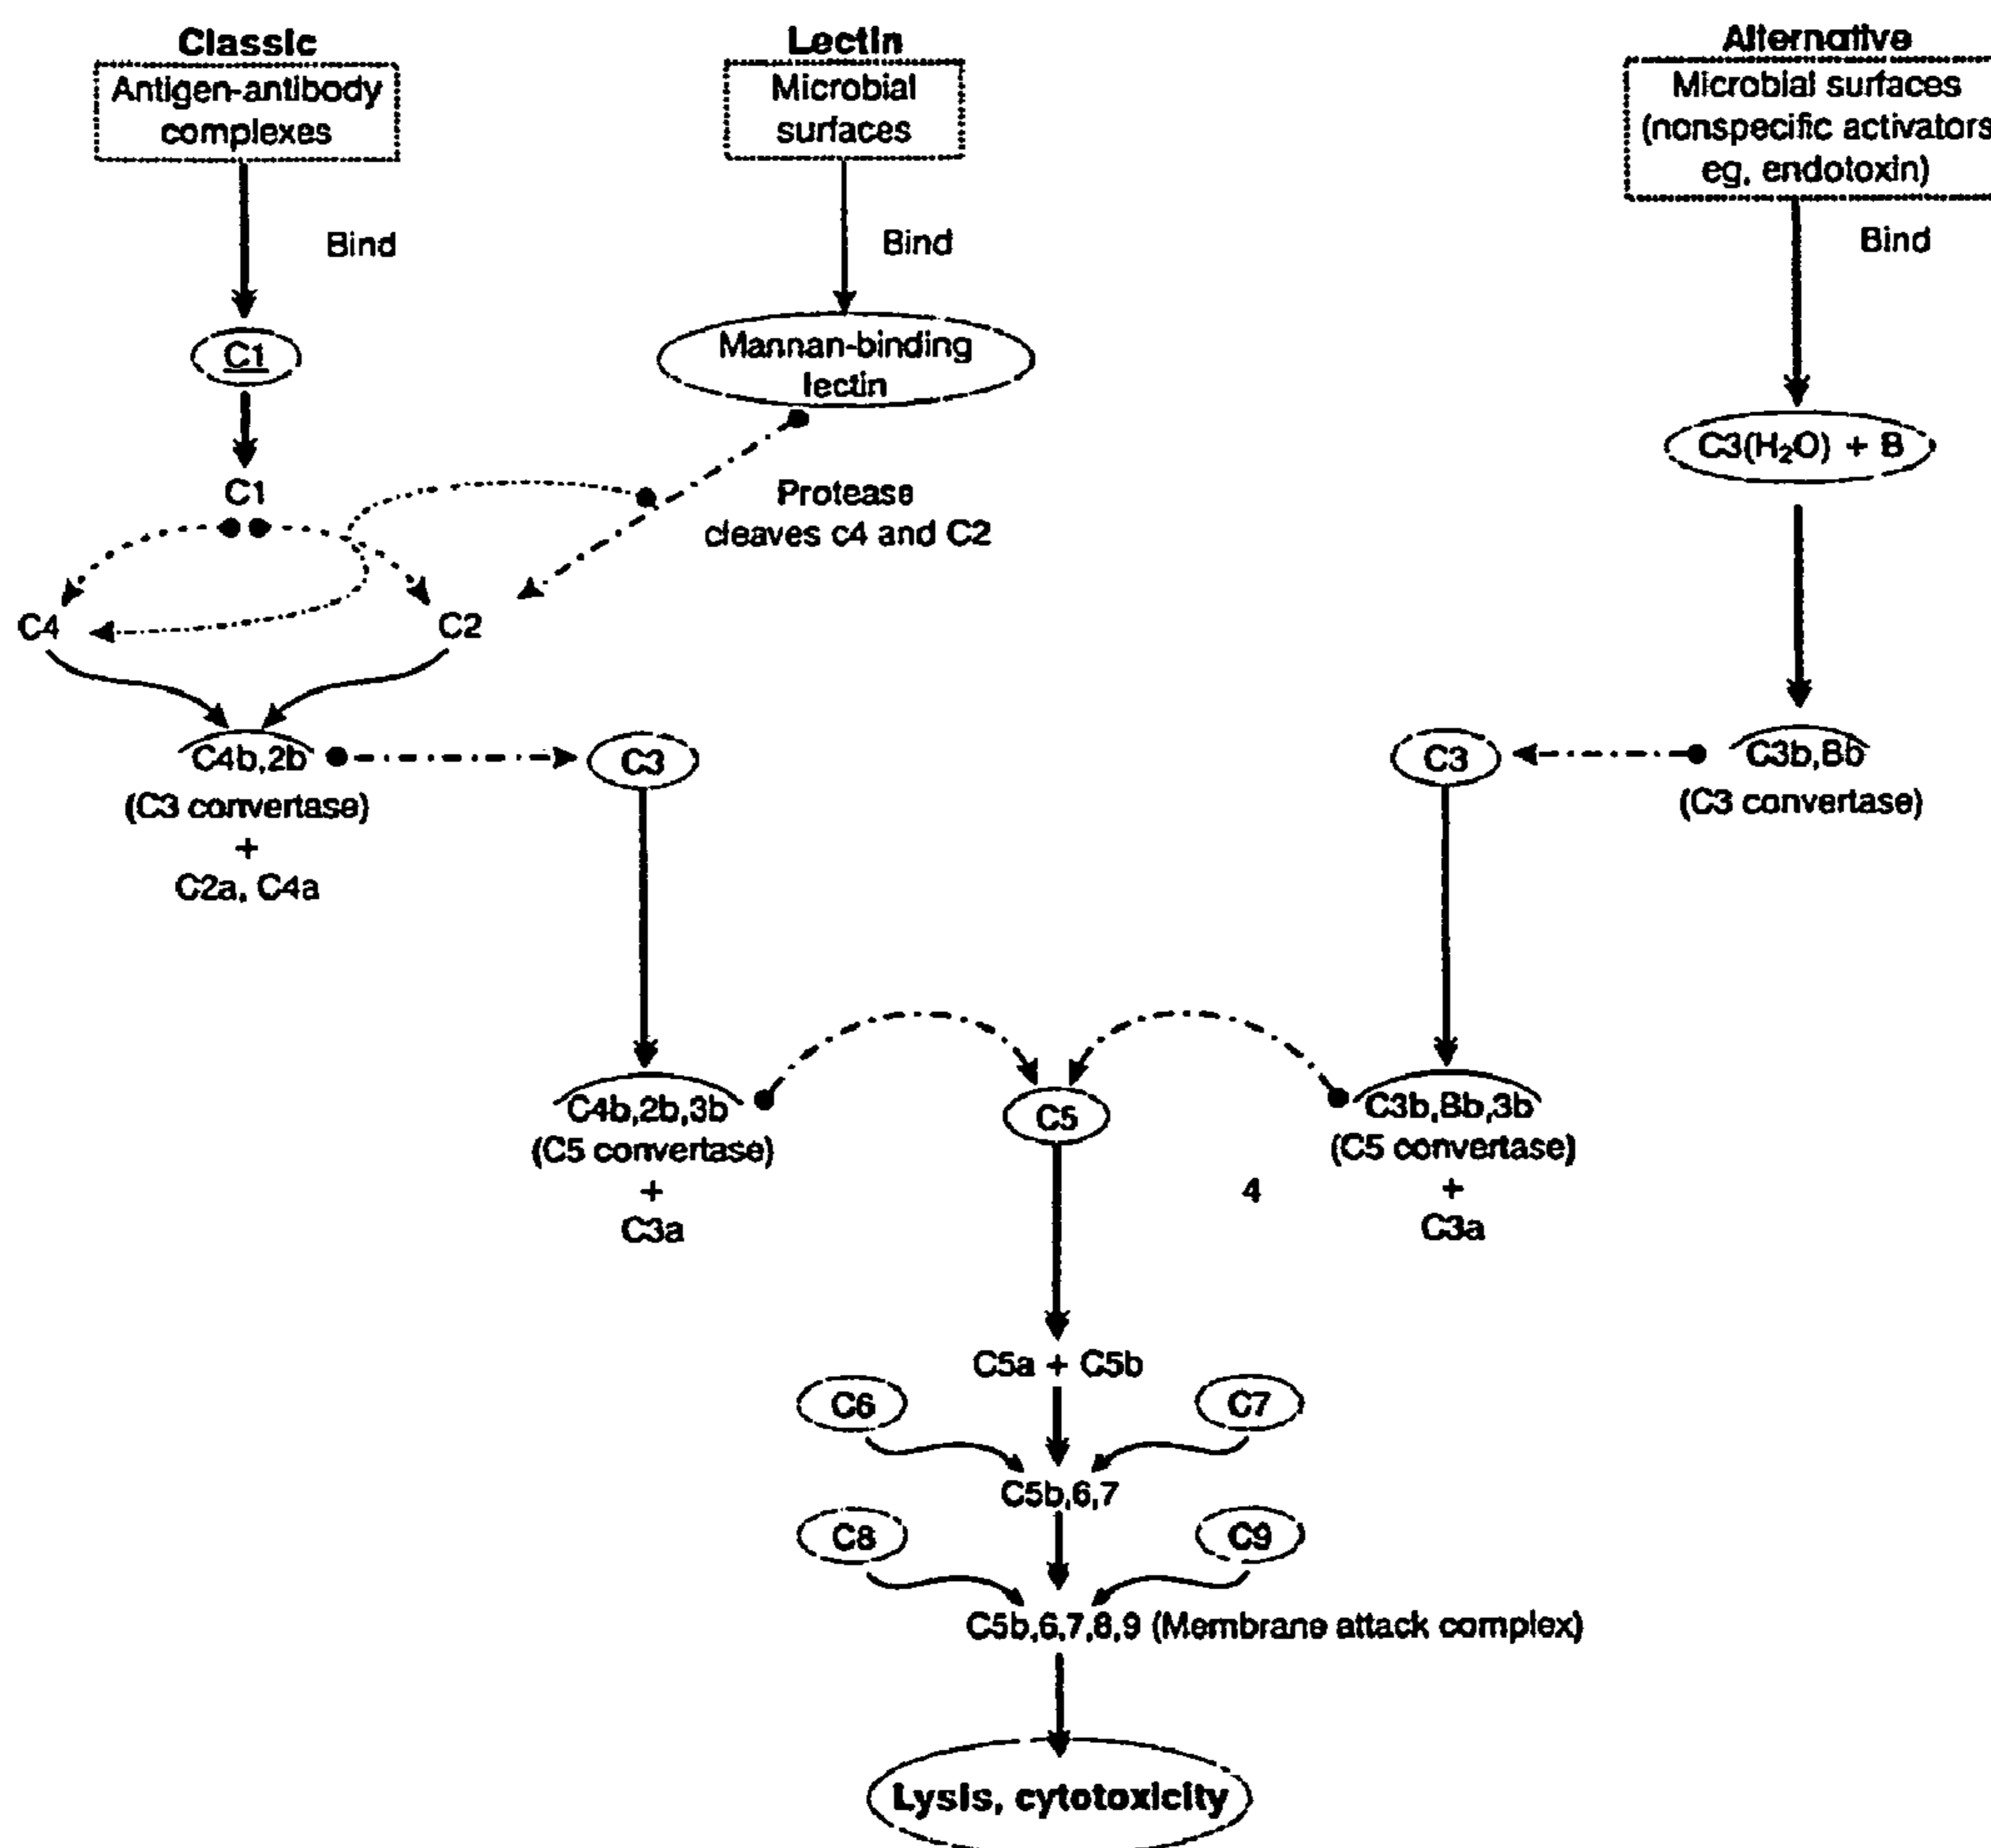 Classic
Antigen-antibody
complexes
Bind
C1
C1
C4
C2
C4b,2b
(C3 convertase)
+
C2a, C4a
Lectin
Microbial
surfaces
Bind
Mannan-binding
lectin
Protease
cleaves c4 and C2
Alternative
Microbial surfaces
(nonspecific activators
eg, endotoxin)
Bind
C3(H₂O) + B
C3b,Bb
(C3 convertase)
C3
C3
C4b,2b,3b
(C5 convertase)
+
C3a
C5
4
C3b,Bb,3b
(C5 convertase)
+
C3a
C5a + C5b
C6
C7
C5b,6,7
C8
C9
C5b,6,7,8,9 (Membrane attack complex)
Lysis, cytotoxicity